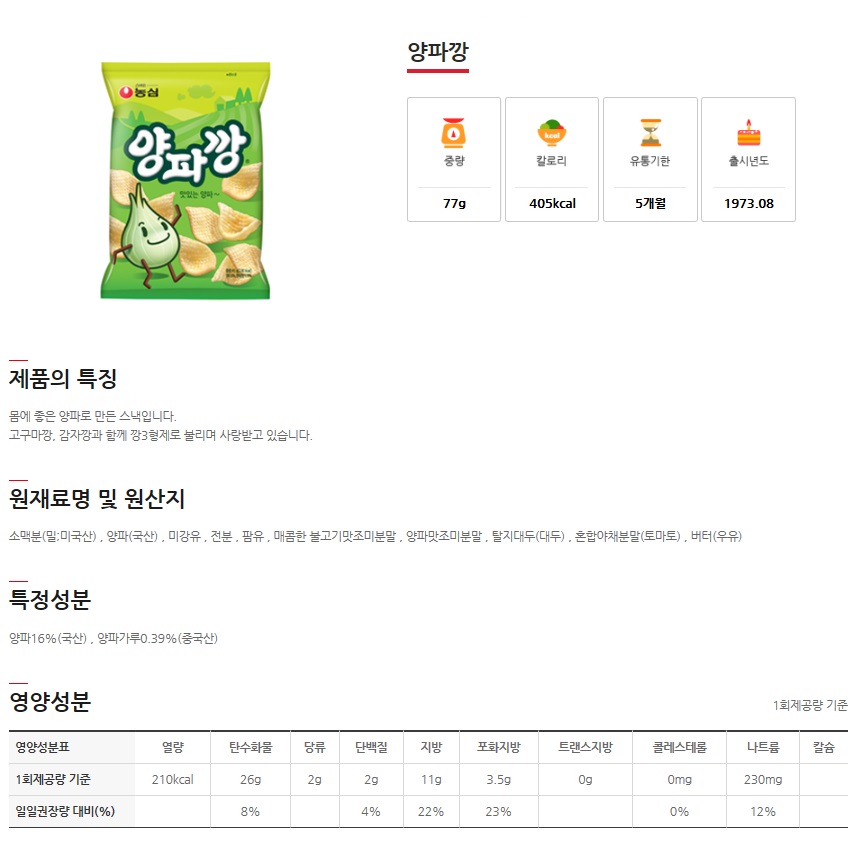 양파깡
농심
양파깡
맛있는 양파~
중량
칼로리
유통기한
출시년도
77g
405kcal
5개월
1973.08
제품의 특징
몸에 좋은 양파로 만든 스낵입니다.
고구마깡, 감자깡과 함께 깡3형제로 불리며 사랑받고 있습니다.
원재료명 및 원산지
소맥분(밀;미국산) , 양파(국산) , 미강유 , 전분 , 팜유 , 매콤한 불고기맛조미분말 , 양파맛조미분말 , 탈지대두(대두) , 혼합야채분말(토마토) , 버터(우유)
특정성분
양파16%(국산) , 양파가루0.39%(중국산)
영양성분
1회제공량 기준
영양성분표 열량 탄수화물 당류 단백질 지방 포화지방 트랜스지방 콜레스테롤 나트륨 칼슘
1회제공량 기준 210kcal 26g 2g 2g 11g 3.5g 0g 0mg 230mg
일일권장량 대비(%) 8% 4% 22% 23% 0% 12%